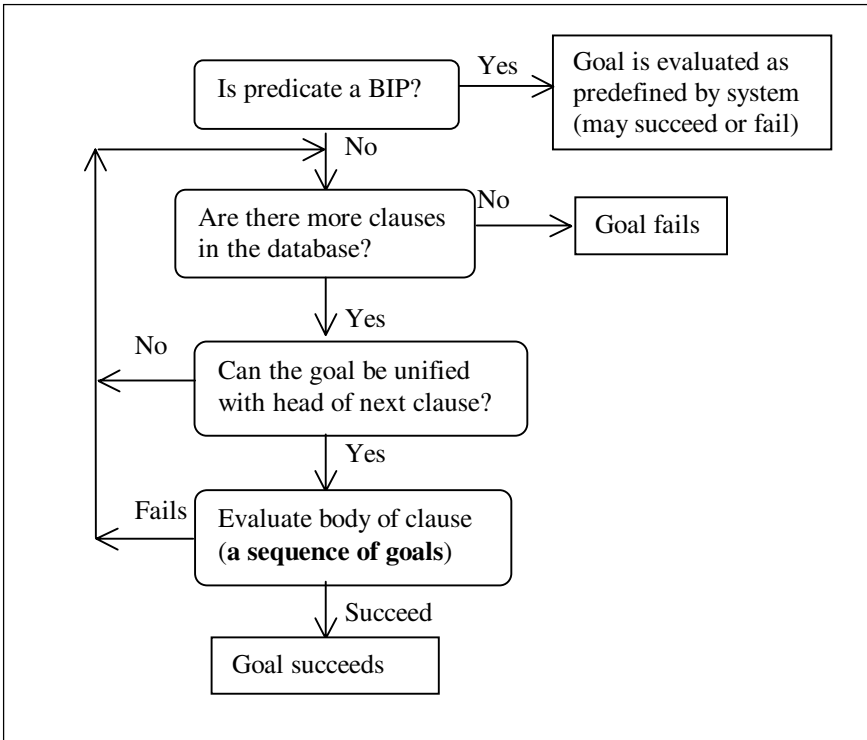 Is predicate a BIP?
Yes
Goal is evaluated as
predefined by system
(may succeed or fail)
No
Are there more clauses
in the database?
No
Goal fails
Yes
No
Can the goal be unified
with head of next clause?
Yes
Fails
Evaluate body of clause
(a sequence of goals)
Succeed
Goal succeeds